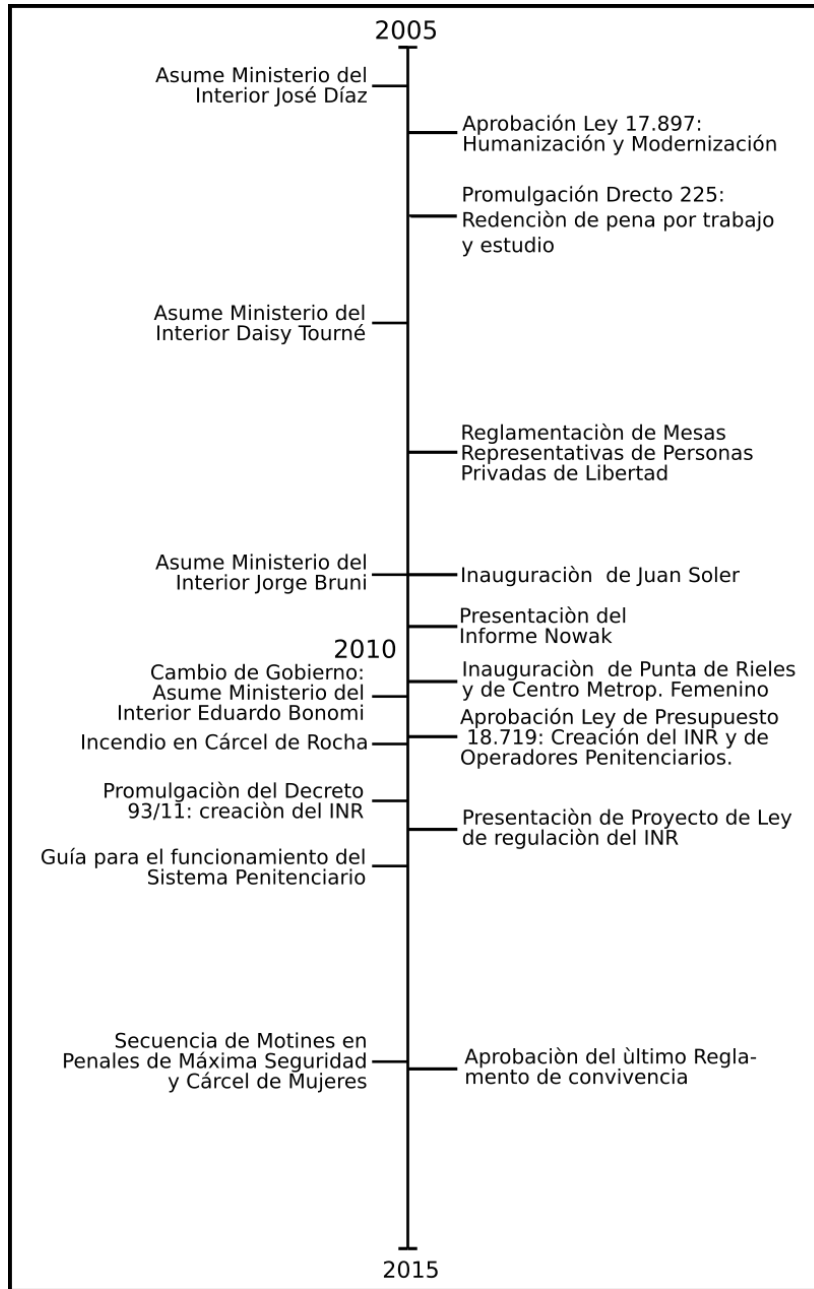 2005
Asume Ministerio del
Interior José Díaz
Aprobación Ley 17.897:
Humanización y Modernización
Promulgación Drecto 225:
Redenciòn de pena por trabajo
y estudio
Asume Ministerio del
Interior Daisy Tourné
Reglamentaciòn de Mesas
Representativas de Personas
Privadas de Libertad
Asume Ministerio del
Interior Jorge Bruni
Inauguraciòn de Juan Soler
Presentaciòn del
Informe Nowak
2010
Inauguraciòn de Punta de Rieles
y de Centro Metrop. Femenino
Cambio de Gobierno:
Asume Ministerio del
Interior Eduardo Bonomi
Aprobación Ley de Presupuesto
18.719: Creación del INR y de
Operadores Penitenciarios.
Incendio en Cárcel de Rocha
Promulgaciòn del Decreto
93/11: creaciòn del INR
Presentaciòn de Proyecto de Ley
de regulaciòn del INR
Guía para el funcionamiento del
Sistema Penitenciario
Secuencia de Motines en
Penales de Máxima Seguridad
y Cárcel de Mujeres
Aprobaciòn del ùltimo Regla-
mento de convivencia
2015